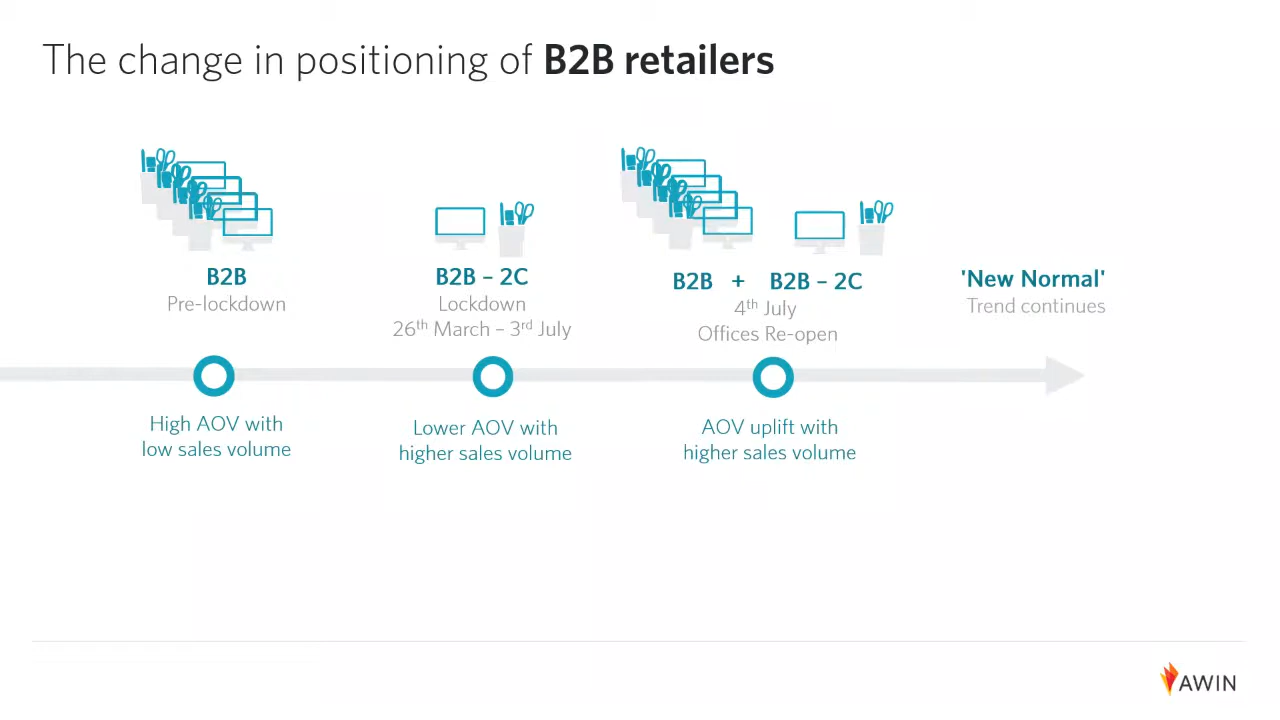 The change in positioning of B2B retailers
B2B
Pre-lockdown
B2B – 2C
Lockdown
26th March – 3rd July
B2B + B2B – 2C
4th July
Offices Re-open
'New Normal'
Trend continues
High AOV with
low sales volume
Lower AOV with
higher sales volume
AOV uplift with
higher sales volume
AWIN